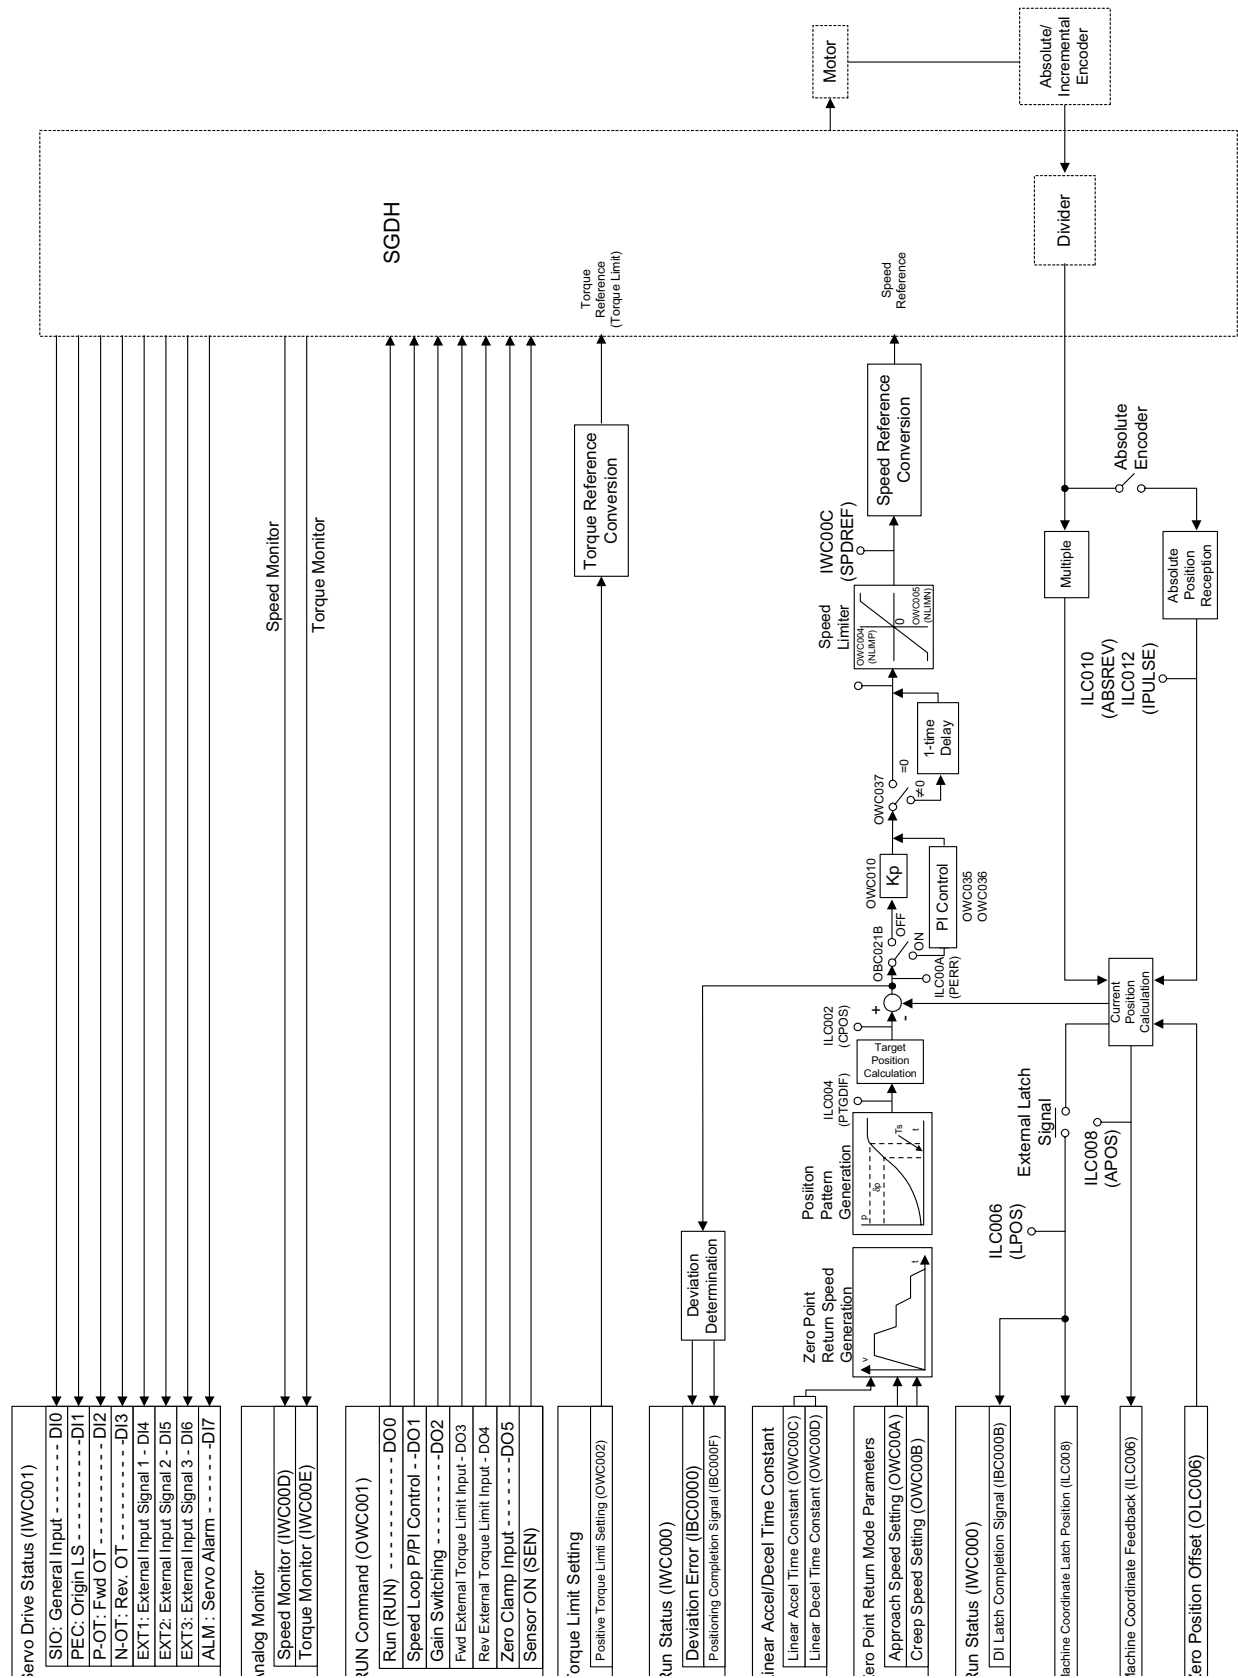 Servo Drive Status (IWC001)
SIO: General Input - - - - - - - DI0
PEC: Origin LS - - - - - - - - - -DI1
P-OT: Fwd OT - - - - - - - - - - DI2
N-OT: Rev. OT - - - - - - - - - -DI3
EXT1: External Input Signal 1 - DI4
EXT2: External Input Signal 2 - DI5
EXT3: External Input Signal 3 - DI6
ALM : Servo Alarm - - - - - - -DI7
Analog Monitor
Speed Monitor (IWC00D)
Torque Monitor (IWC00E)
Speed Monitor
Torque Monitor
RUN Command (OWC001)
Run (RUN) - - - - - - - - - - - DO0
Speed Loop P/PI Control - -DO1
Gain Switching - - - - - - - - -DO2
Fwd External Torque Limit Input - DO3
Rev External Torque Limit Input - DO4
Zero Clamp Input - - - - - - -DO5
Sensor ON (SEN)
SGDH
Motor
Absolute/
Incremental
Encoder
Torque Limit Setting
Positive Torque Limti Setting (OWC002)
Torque Reference
Conversion
Torque
Reference
(Torque Limit)
Run Status (IWC000)
Deviation Error (IBC0000)
Positioning Completion Signal (IBC000F)
Deviation
Determination
Linear Accel/Decel Time Constant
Linear Accel Time Constant (OWC00C)
Linear Decel Time Constant (OWC00D)
Zero Point Return Mode Parameters
Approach Speed Setting (OWC00A)
Creep Speed Setting (OWC00B)
Zero Point
Return Speed
Generation
v
t
Posiiton
Pattern
Generation
p
δp
Ts
t
ILC004
(PTGDIF)
Target
Position
Calculation
ILC002
(CPOS)
+
-
ILC00A
(PERR)
OBC021B
OFF
ON
OWC010
Kp
PI Control
OWC035
OWC036
OWC037
=0
≠0
1-time
Delay
Speed
Limiter
OWC004
(NLIMP)
0
OWC005
(NLIMN)
IWC00C
(SPDREF)
Speed Reference
Conversion
Speed
Reference
Divider
Run Status (IWC000)
DI Latch Completion Signal (IBC000B)
Machine Coordinate Latch Position (ILC008)
Machine Coordinate Feedback (ILC006)
Zero Position Offset (OLC006)
ILC006
(LPOS)
External Latch
Signal
ILC008
(APOS)
Current
Position
Calculation
ILC010
(ABSREV)
ILC012
(IPULSE)
Multiple
Absolute
Position
Reception
Absolute
Encoder